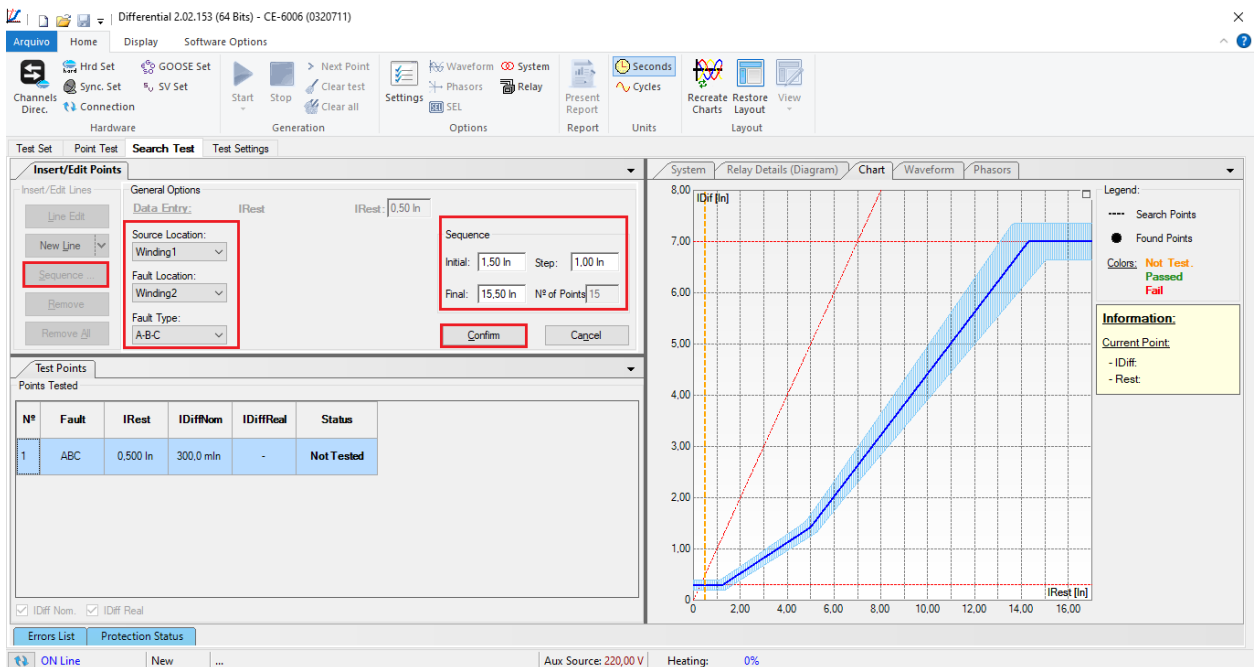 Differential 2.02.153 (64 Bits) - CE-6006 (0320711)
Arquivo Home Display Software Options
Channels Direc.
Hrd Set
Sync. Set
Connection
GOOSE Set
SV Set
Hardware
Start
Stop
Next Point
Clear test
Clear all
Generation
Settings
Waveform
Phasors
SEL
System
Relay
Options
Present Report
Report
Seconds
Cycles
Units
Recreate Charts
Restore Layout
View
Layout
Test Set Point Test Search Test Test Settings
Insert/Edit Points
Insert/Edit Lines
Line Edit
New Line
Sequence ...
Remove
Remove All
General Options
Data Entry: IRest IRest: 0,50 In
Source Location:
Winding1
Fault Location:
Winding2
Fault Type:
A-B-C
Sequence
Initial: 1,50 In Step: 1,00 In
Final: 15,50 In Nº of Points 15
Confirm Cancel
Test Points
Points Tested
Nº Fault IRest IDiffNom IDiffReal Status
1 ABC 0,500 In 300,0 mIn - Not Tested
IDiff Nom. IDiff Real
Errors List Protection Status
System Relay Details (Diagram) Chart Waveform Phasors
IDif [In]
8,00
7,00
6,00
5,00
4,00
3,00
2,00
1,00
0
0 2,00 4,00 6,00 8,00 10,00 12,00 14,00 16,00
IRest [In]
Legend:
Search Points
Found Points
Colors: Not Test.
Passed
Fail
Information:
Current Point:
- IDiff:
- Rest:
ON Line New ... Aux Source: 220,00 V Heating: 0%